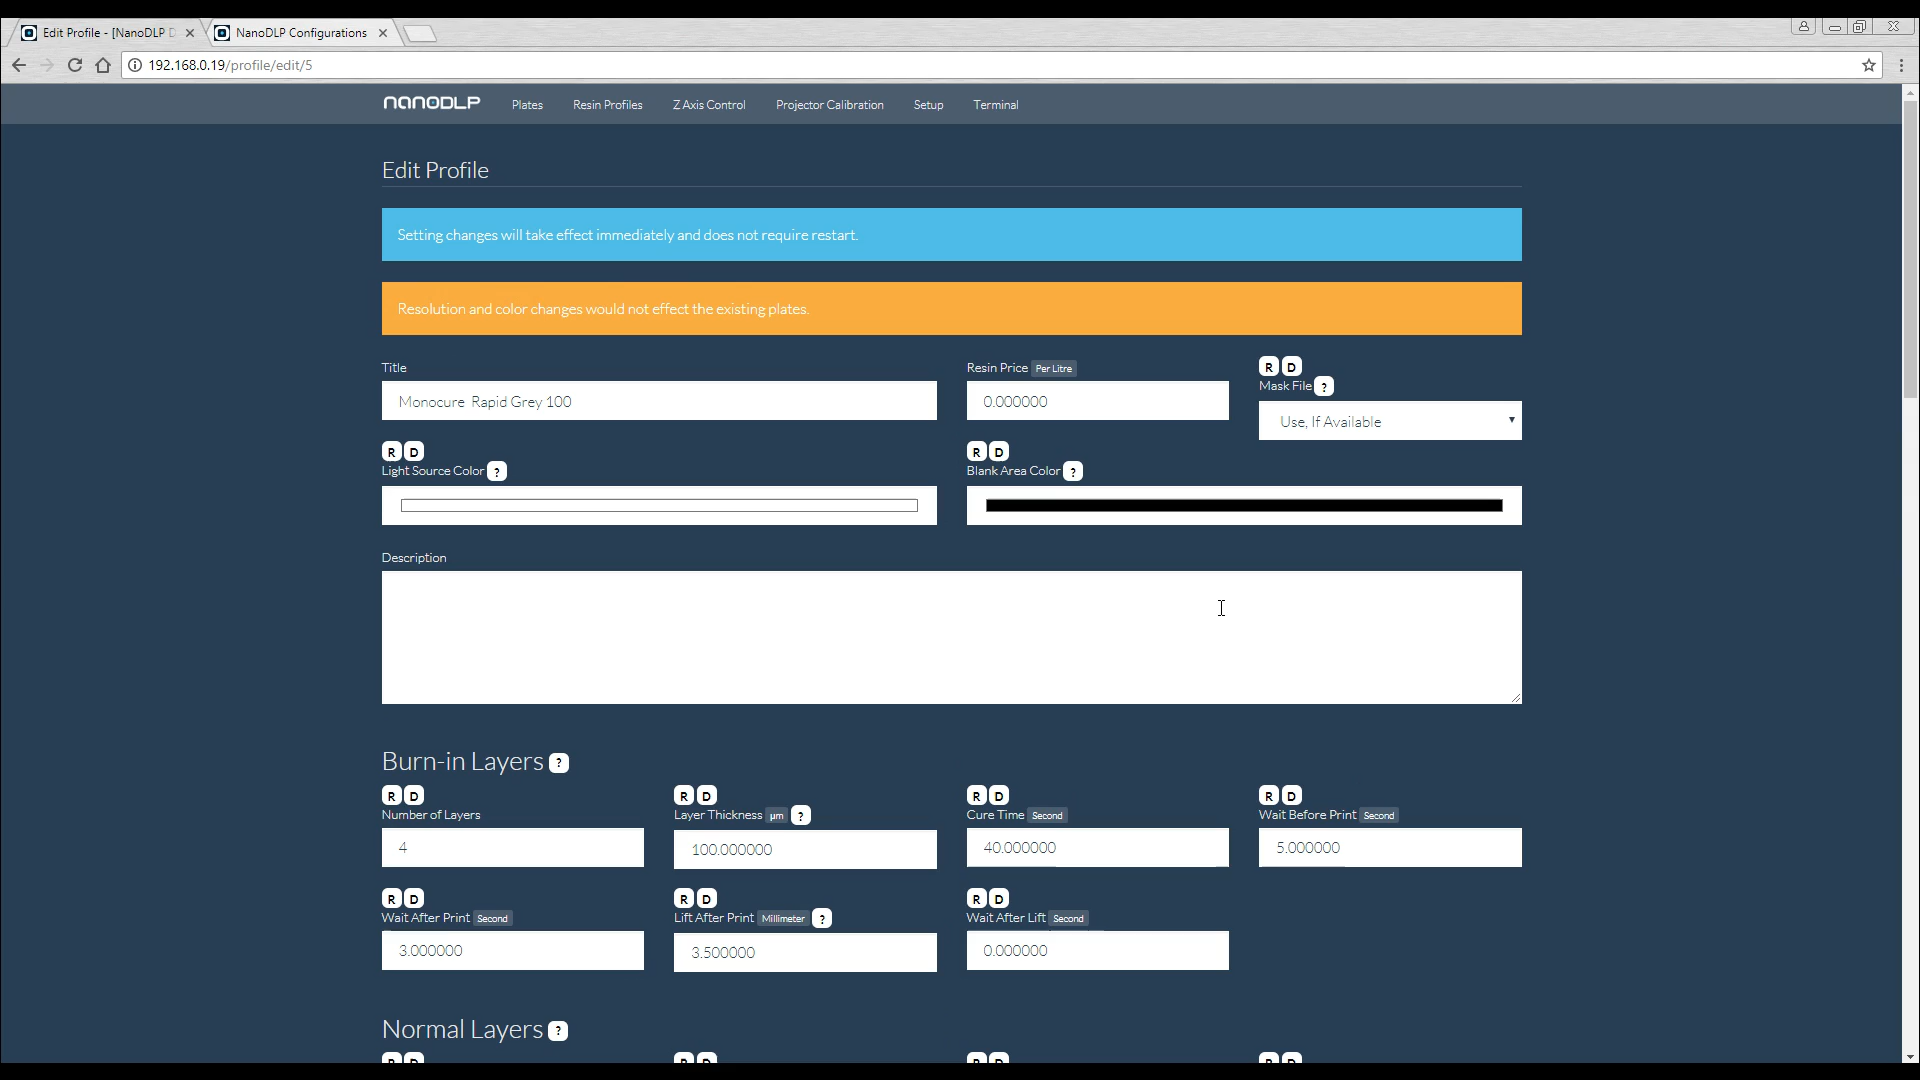 Edit Profile - [NanoDLP D
NanoDLP Configurations
192.168.0.19/profile/edit/5
nanoDLP Plates Resin Profiles Z Axis Control Projector Calibration Setup Terminal
Edit Profile
Setting changes will take effect immediately and does not require restart.
Resolution and color changes would not effect the existing plates.
Title
Monocure Rapid Grey 100
Resin Price Per Litre
0.000000
R D
Mask File ?
Use, If Available
R D
Light Source Color ?
R D
Blank Area Color ?
Description
Burn-in Layers ?
R D
Number of Layers
4
R D
Layer Thickness µm ?
100.000000
R D
Cure Time Second
40.000000
R D
Wait Before Print Second
5.000000
R D
Wait After Print Second
3.000000
R D
Lift After Print Millimeter ?
3.500000
R D
Wait After Lift Second
0.000000
Normal Layers ?
R D R D R D R D